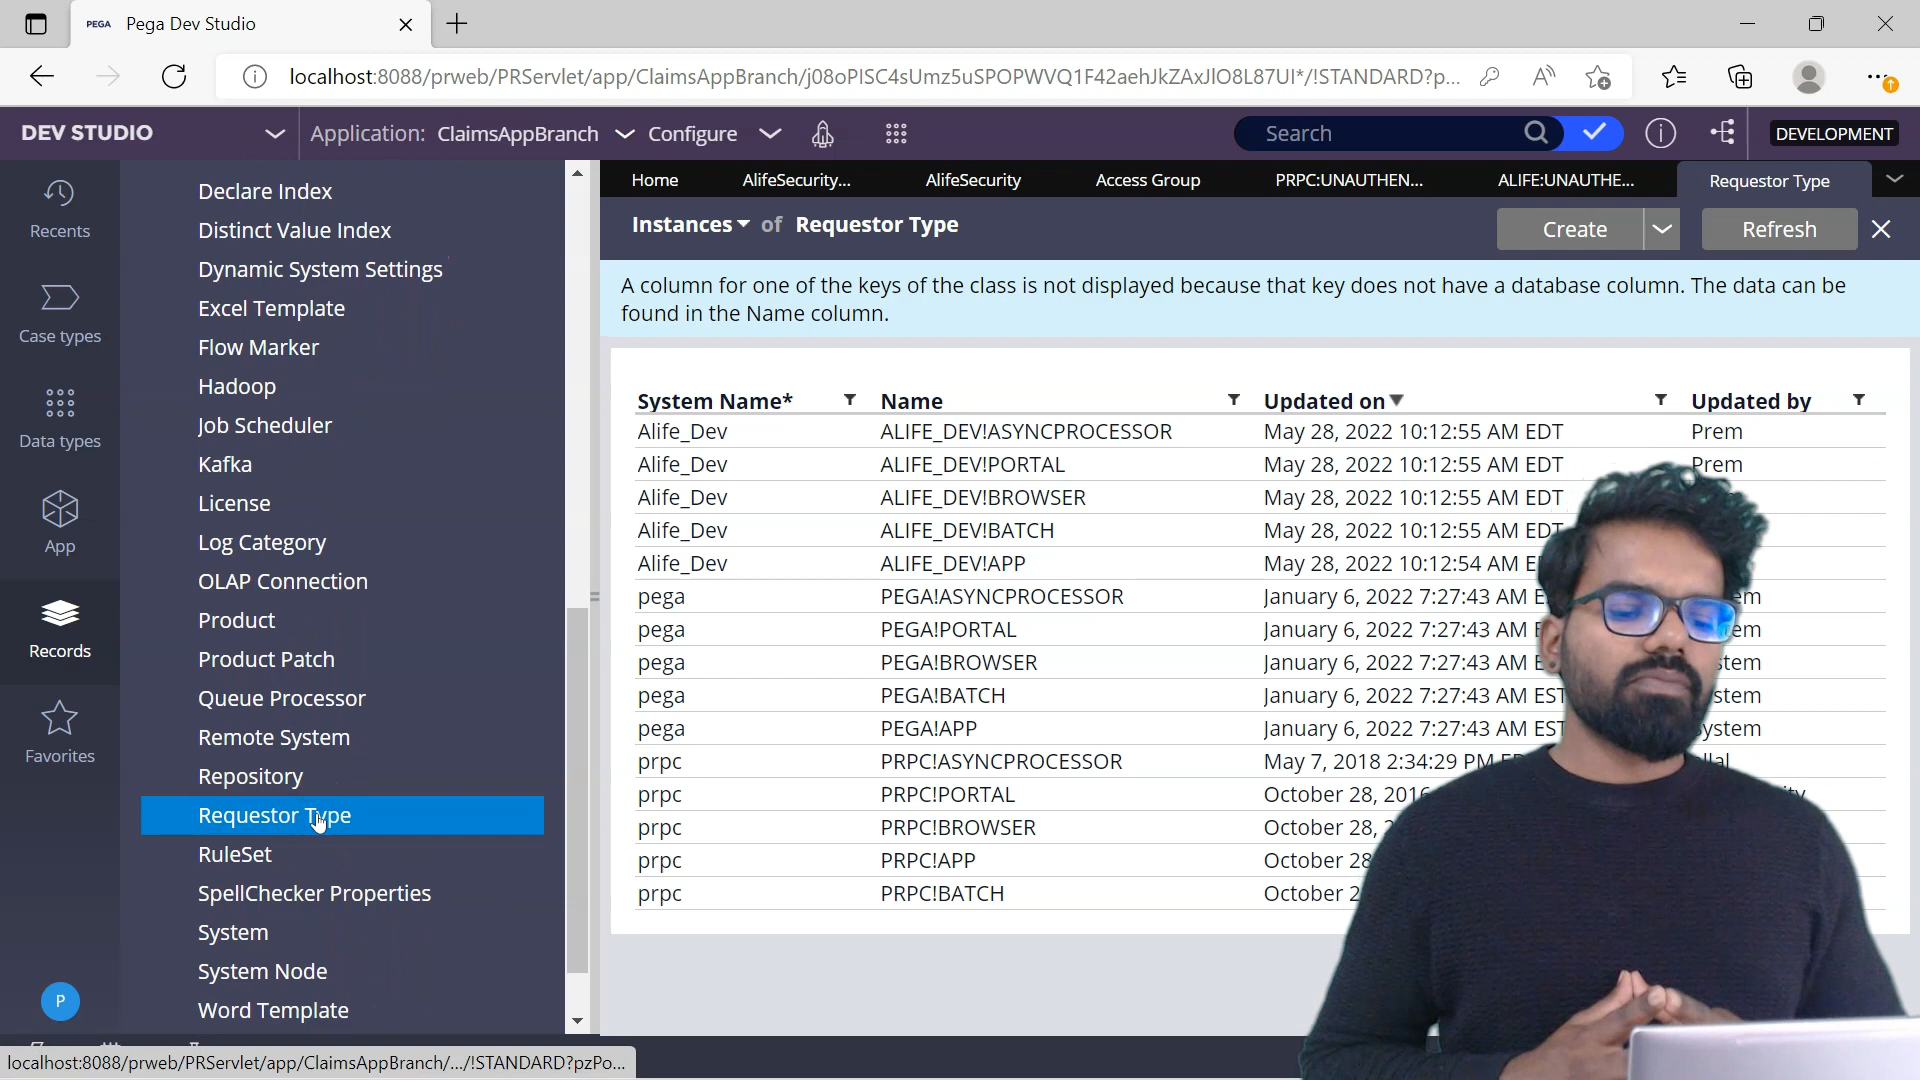 PEGA Pega Dev Studio
localhost:8088/prweb/PRServlet/app/ClaimsAppBranch/j08oPISC4sUmz5uSPOPWVQ1F42aehJkZAxJlO8L87UI*/!STANDARD?p...
DEV STUDIO
Application: ClaimsAppBranch
Configure
Search
DEVELOPMENT
Recents
Case types
Data types
App
Records
Favorites
P
Declare Index
Distinct Value Index
Dynamic System Settings
Excel Template
Flow Marker
Hadoop
Job Scheduler
Kafka
License
Log Category
OLAP Connection
Product
Product Patch
Queue Processor
Remote System
Repository
Requestor Type
RuleSet
SpellChecker Properties
System
System Node
Word Template
Home AlifeSecurity... AlifeSecurity Access Group PRPC:UNAUTHEN... ALIFE:UNAUTHE... Requestor Type
Instances of Requestor Type
Create
Refresh
A column for one of the keys of the class is not displayed because that key does not have a database column. The data can be
found in the Name column.
System Name* Name Updated on Updated by
Alife_Dev ALIFE_DEV!ASYNCPROCESSOR May 28, 2022 10:12:55 AM EDT Prem
Alife_Dev ALIFE_DEV!PORTAL May 28, 2022 10:12:55 AM EDT Prem
Alife_Dev ALIFE_DEV!BROWSER May 28, 2022 10:12:55 AM EDT
Alife_Dev ALIFE_DEV!BATCH May 28, 2022 10:12:55 AM EDT
Alife_Dev ALIFE_DEV!APP May 28, 2022 10:12:54 AM
pega PEGA!ASYNCPROCESSOR January 6, 2022 7:27:43 AM
pega PEGA!PORTAL January 6, 2022 7:27:43 AM
pega PEGA!BROWSER January 6, 2022 7:27:43 AM
pega PEGA!BATCH January 6, 2022 7:27:43 AM EST
pega PEGA!APP January 6, 2022 7:27:43 AM EST System
prpc PRPC!ASYNCPROCESSOR May 7, 2018 2:34:29 PM
prpc PRPC!PORTAL October 28, 2016
prpc PRPC!BROWSER October 28,
prpc PRPC!APP October 28
prpc PRPC!BATCH October
localhost:8088/prweb/PRServlet/app/ClaimsAppBranch/.../!STANDARD?pzPo...